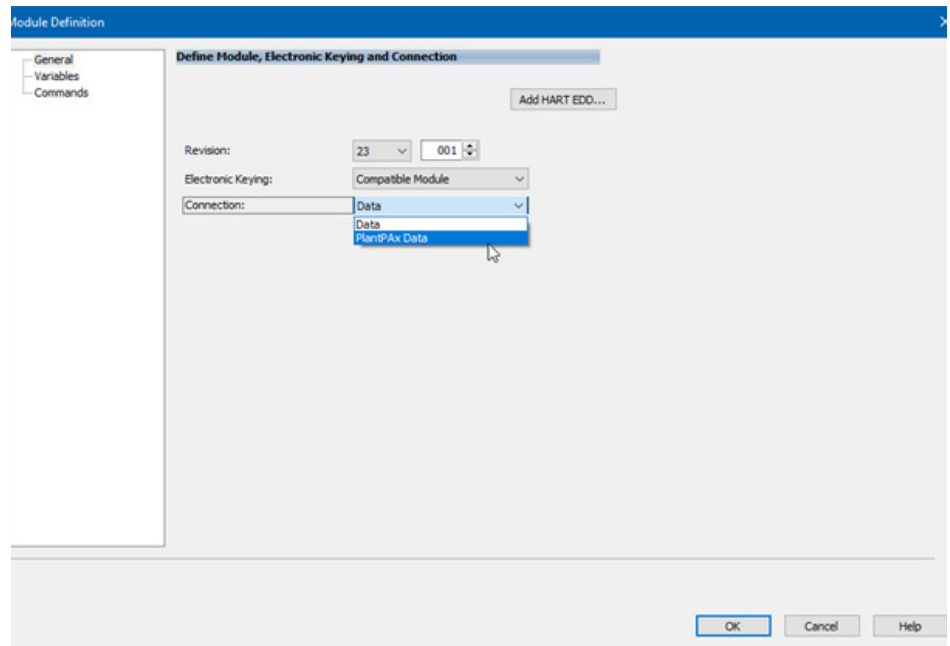 Module Definition
General
Variables
Commands
Define Module, Electronic Keying and Connection
Add HART EDD...
Revision: 23 001
Electronic Keying: Compatible Module
Connection: Data
Data
PlantPAx Data
OK Cancel Help